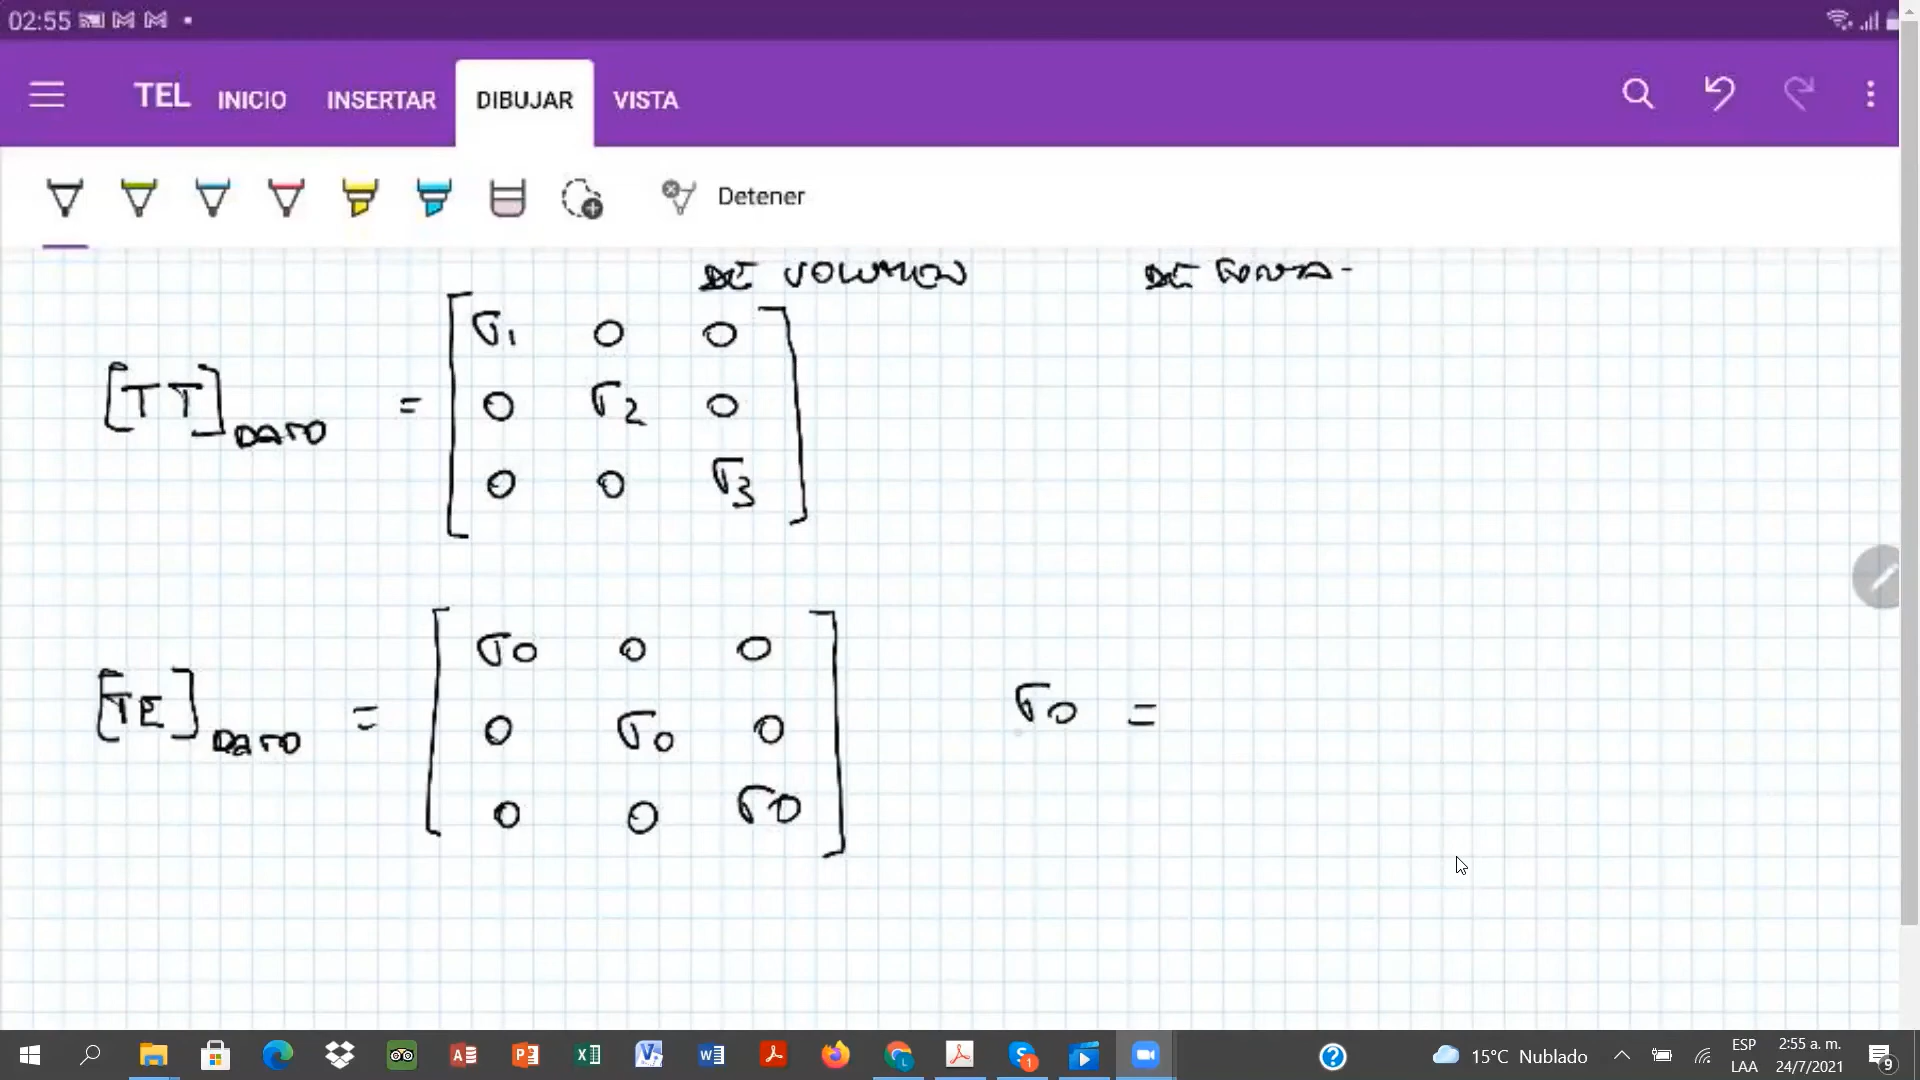 02:55
TEL INICIO INSERTAR DIBUJAR VISTA
Detener
DE VOLUMEN DE FORMA
[TT] DATO = [σ1 0 0
0 σ2 0
0 0 σ3]
[TE] DATO = [σ0 0 0
0 σ0 0
0 0 σ0]
σ0 =
15°C Nublado
ESP
LAA
2:55 a. m.
24/7/2021
9
1